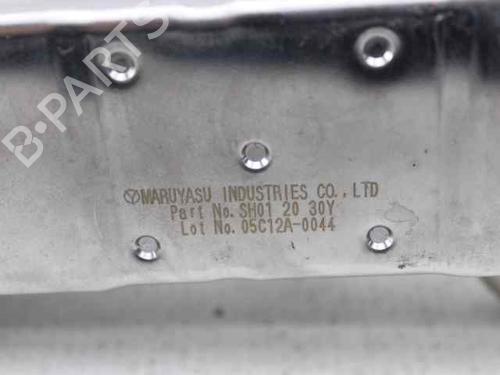 B-PARTS
MARUYASU INDUSTRIES CO.,LTD
Part No. SH01 20 30Y
Lot No. 05C12A-0044